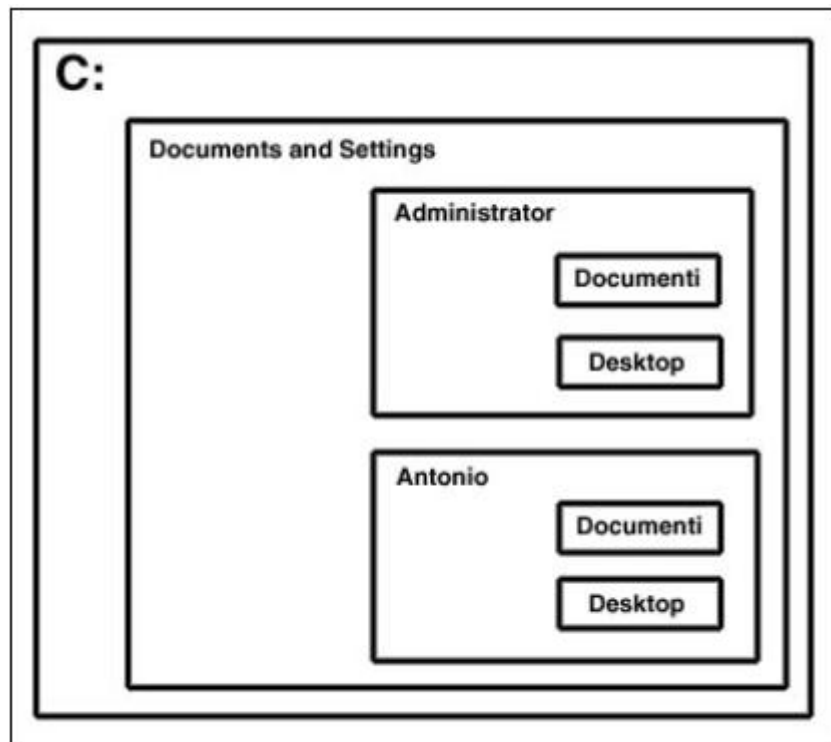 C:
Documents and Settings
Administrator
Documenti
Desktop
Antonio
Documenti
Desktop